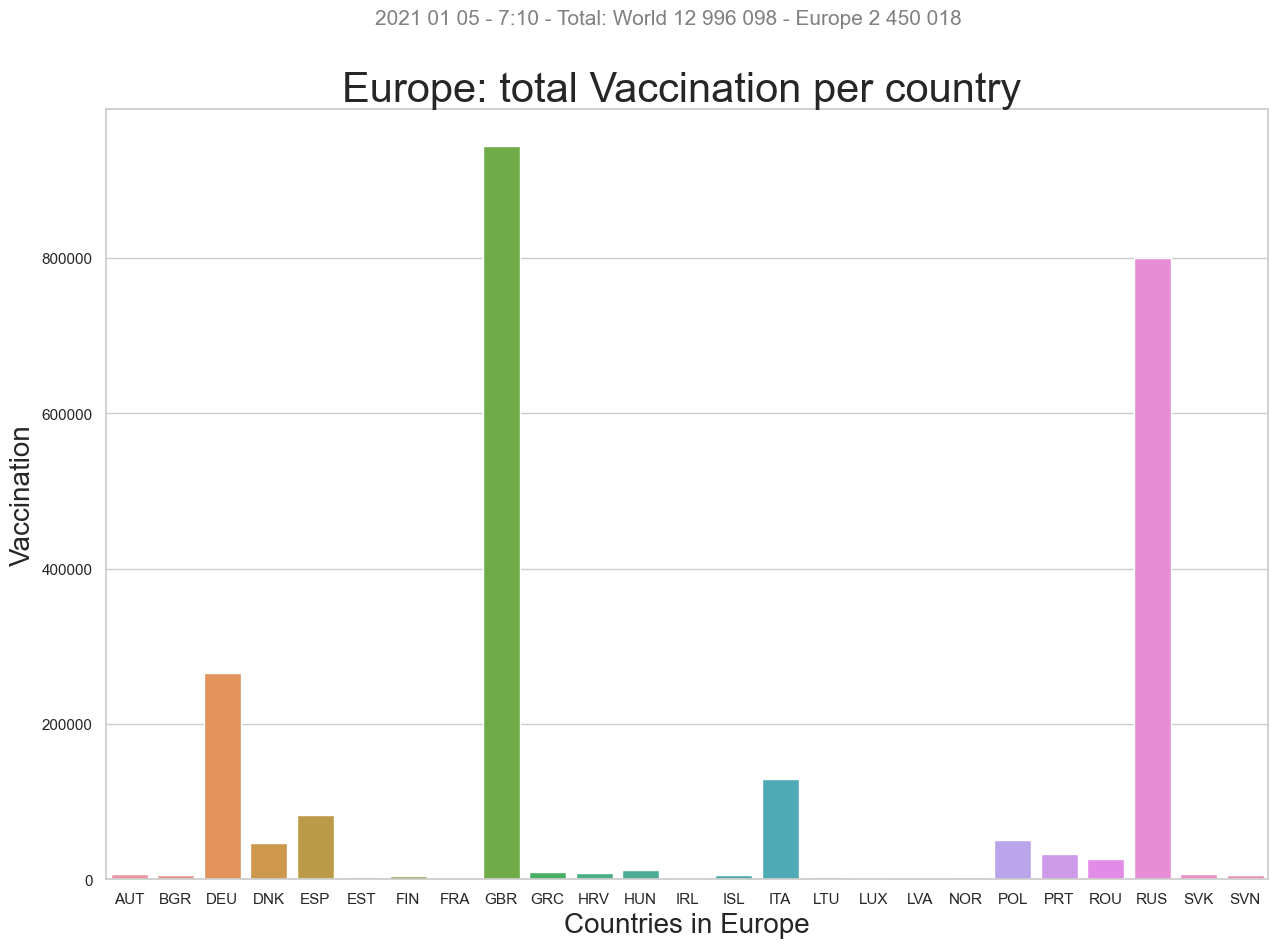 2021 01 05 - 7:10 - Total: World 12 996 098 - Europe 2 450 018
Europe: total Vaccination per country
Vaccination
800000
600000
400000
200000
0
AUT BGR DEU DNK ESP EST FIN FRA GBR GRC HRV HUN IRL ISL ITA LTU LUX LVA NOR POL PRT ROU RUS SVK SVN
Countries in Europe